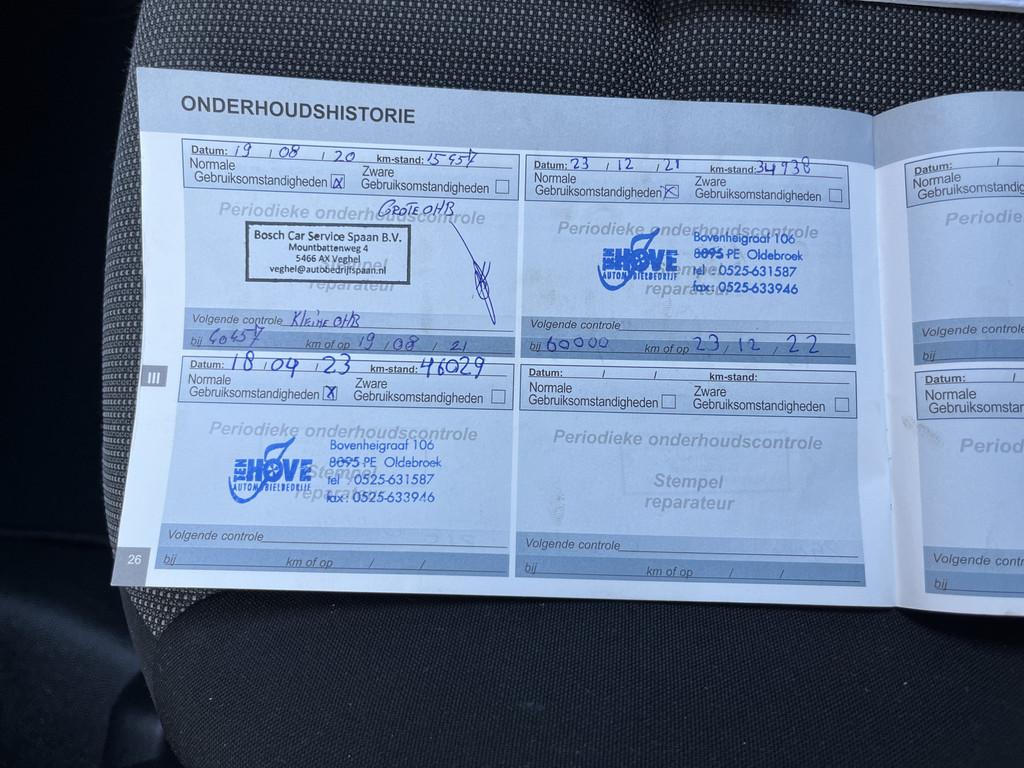 ONDERHOUDSHISTORIE
Datum: 19 / 08 / 20 km-stand: 15457
Normale Gebruiksomstandigheden X Zware Gebruiksomstandigheden
Periodieke onderhoudscontrole
GROTE OHB
Bosch Car Service Spaan B.V.
Mountbattenweg 4
5466 AX Veghel
veghel@autobedrijfspaan.nl
Stempel
reparateur
Volgende controle Kleine OHB
bij 40457 km of op 19 / 08 / 21
Datum: 23 / 12 / 21 km-stand: 34938
Normale Gebruiksomstandigheden X Zware Gebruiksomstandigheden
Periodieke onderhoudscontrole
TEN HOVE
AUTOMOBIELBEDRIJF
Bovenheigraaf 106
8095 PE Oldebroek
tel : 0525-631587
fax : 0525-633946
Stempel
reparateur
Volgende controle
bij 60000 km of op 23 / 12 / 22
III
Datum: 18 / 04 / 23 km-stand: 46029
Normale Gebruiksomstandigheden X Zware Gebruiksomstandigheden
Periodieke onderhoudscontrole
TEN HOVE
AUTOMOBIELBEDRIJF
Bovenheigraaf 106
8095 PE Oldebroek
tel : 0525-631587
fax : 0525-633946
Stempel
reparateur
Volgende controle
bij km of op / /
Datum: / / km-stand:
Normale Gebruiksomstandigheden Zware Gebruiksomstandigheden
Periodieke onderhoudscontrole
Stempel
reparateur
Volgende controle
bij km of op / /
26
Datum: /
Normale
Gebruiksomstandig
Periodie
Volgende controle
bij
Datum: /
Normale
Gebruiksomstan
Period
Volgende contr
bij